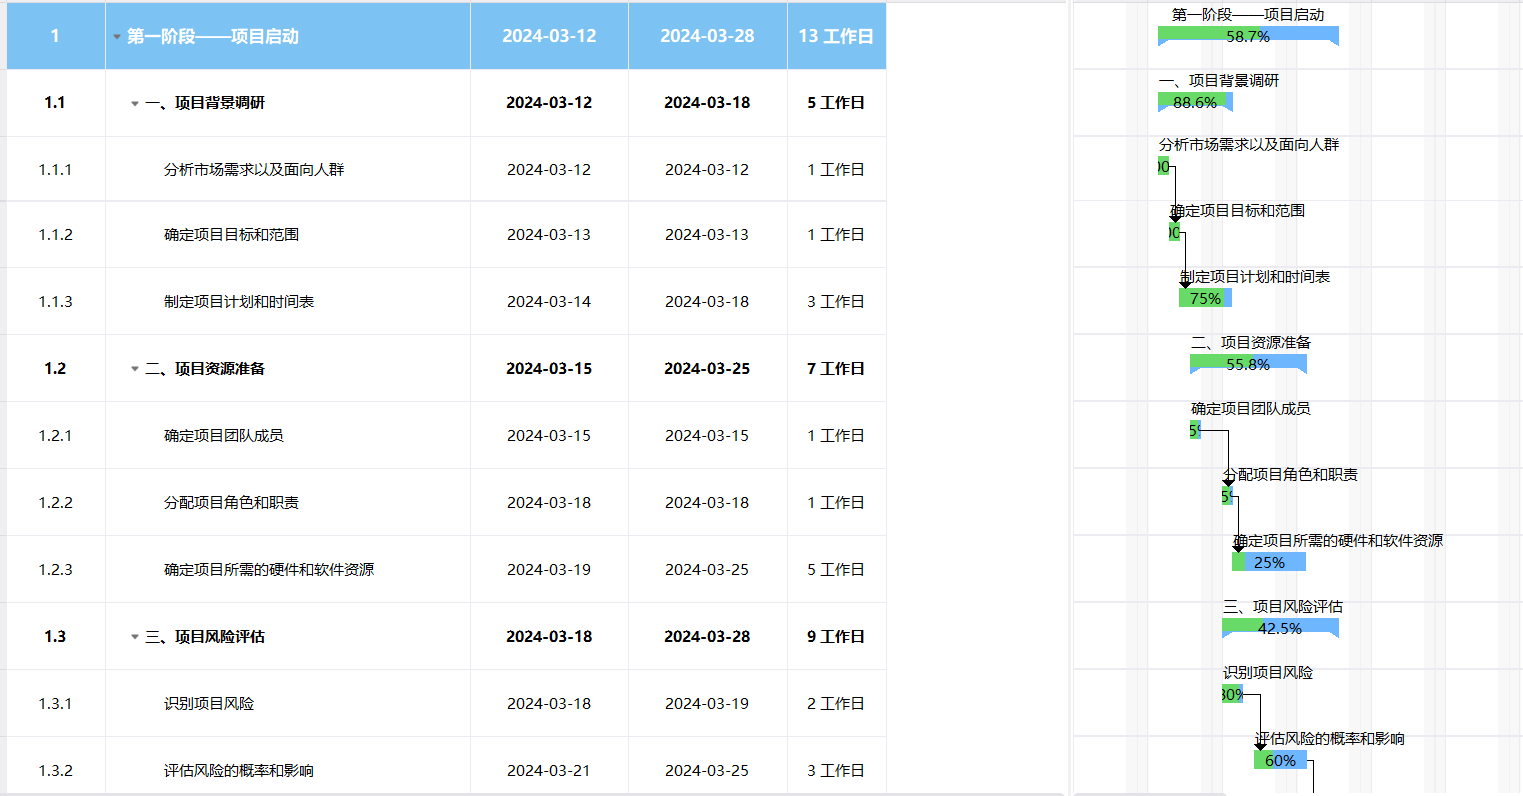 1 第一阶段——项目启动 2024-03-12 2024-03-28 13 工作日
1.1 一、项目背景调研 2024-03-12 2024-03-18 5 工作日
1.1.1 分析市场需求以及面向人群 2024-03-12 2024-03-12 1 工作日
1.1.2 确定项目目标和范围 2024-03-13 2024-03-13 1 工作日
1.1.3 制定项目计划和时间表 2024-03-14 2024-03-18 3 工作日
1.2 二、项目资源准备 2024-03-15 2024-03-25 7 工作日
1.2.1 确定项目团队成员 2024-03-15 2024-03-15 1 工作日
1.2.2 分配项目角色和职责 2024-03-18 2024-03-18 1 工作日
1.2.3 确定项目所需的硬件和软件资源 2024-03-19 2024-03-25 5 工作日
1.3 三、项目风险评估 2024-03-18 2024-03-28 9 工作日
1.3.1 识别项目风险 2024-03-18 2024-03-19 2 工作日
1.3.2 评估风险的概率和影响 2024-03-21 2024-03-25 3 工作日
第一阶段——项目启动
58.7%
一、项目背景调研
88.6%
分析市场需求以及面向人群
确定项目目标和范围
制定项目计划和时间表
75%
二、项目资源准备
55.8%
确定项目团队成员
分配项目角色和职责
确定项目所需的硬件和软件资源
25%
三、项目风险评估
42.5%
识别项目风险
评估风险的概率和影响
60%